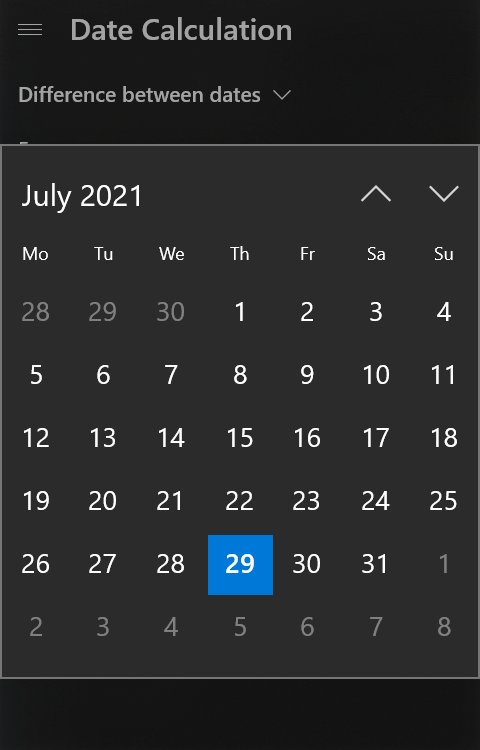 Date Calculation
Difference between dates
July 2021
Mo Tu We Th Fr Sa Su
28 29 30 1 2 3 4
5 6 7 8 9 10 11
12 13 14 15 16 17 18
19 20 21 22 23 24 25
26 27 28 29 30 31 1
2 3 4 5 6 7 8